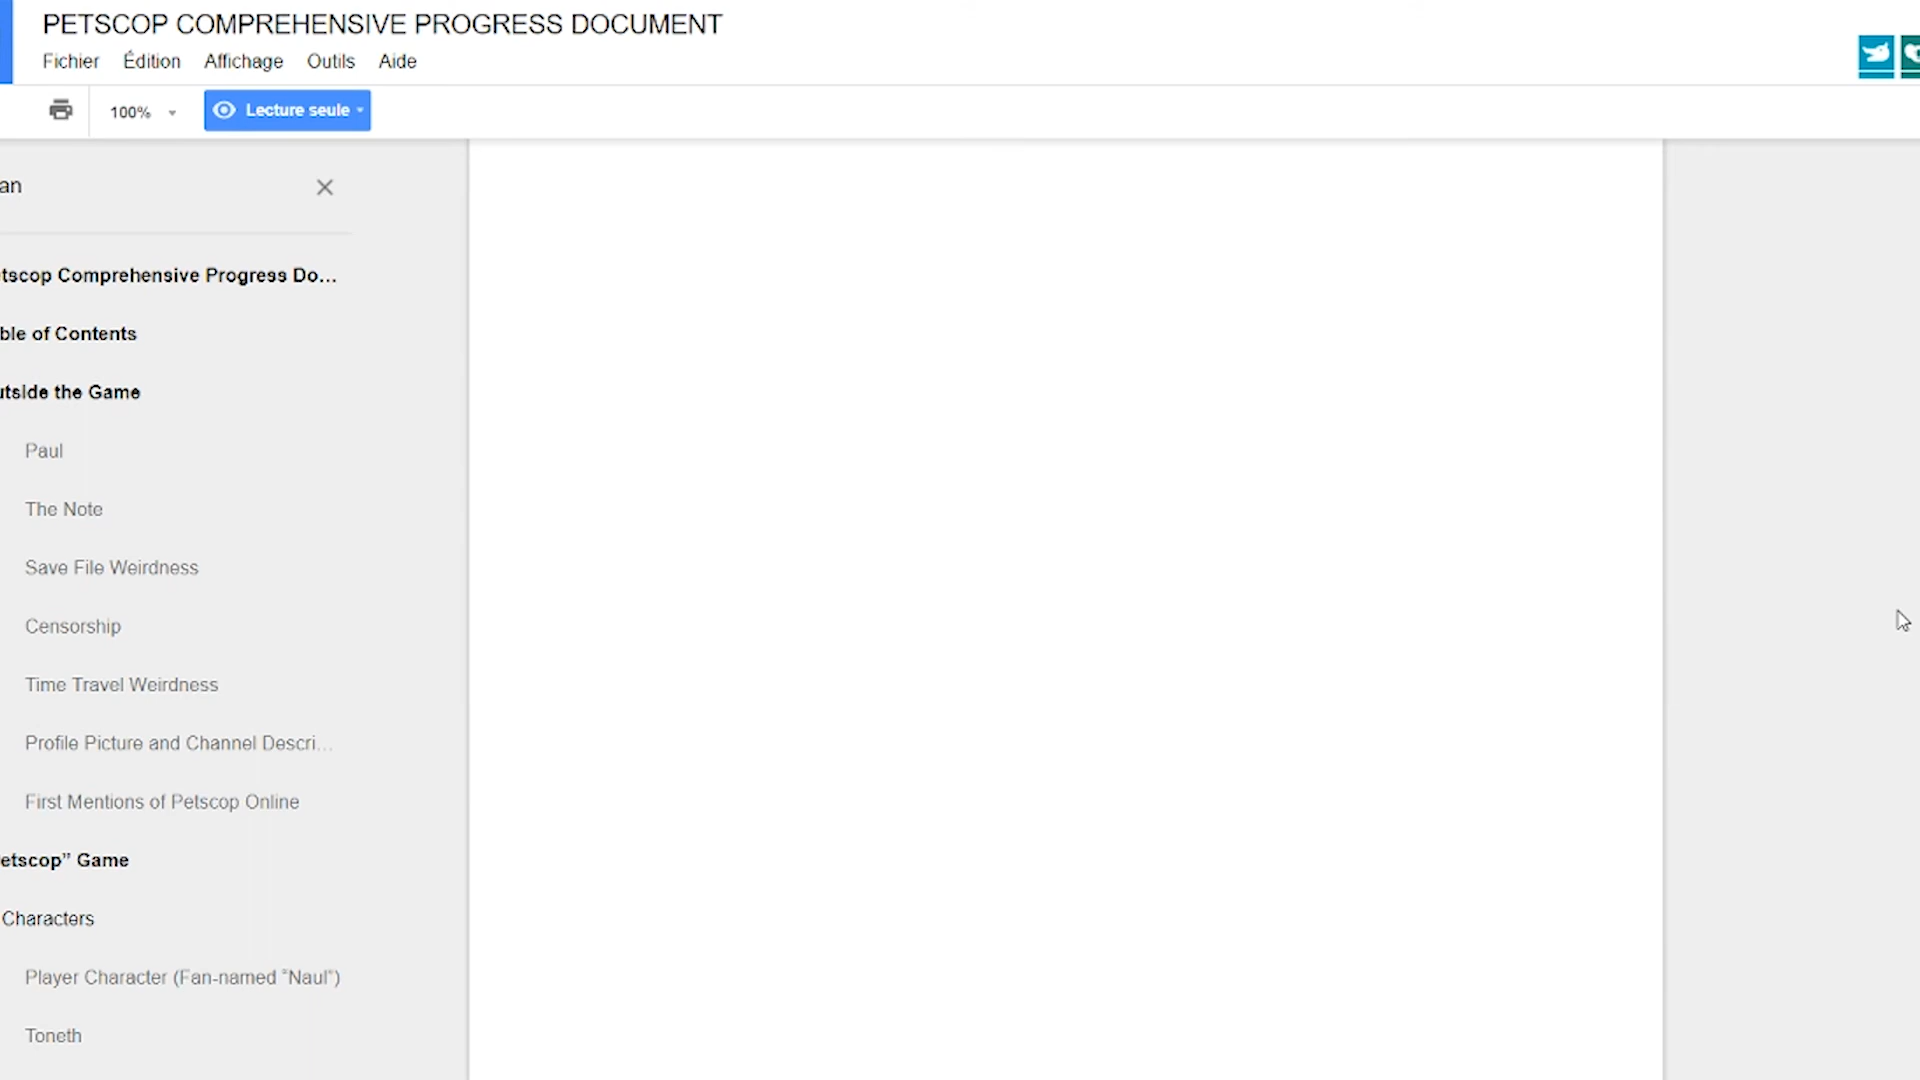 PETSCOP COMPREHENSIVE PROGRESS DOCUMENT
Fichier Édition Affichage Outils Aide
100% Lecture seule
an
etscop Comprehensive Progress Do...
ble of Contents
utside the Game
Paul
The Note
Save File Weirdness
Censorship
Time Travel Weirdness
Profile Picture and Channel Descri...
First Mentions of Petscop Online
etscop” Game
Characters
Player Character (Fan-named “Naul”)
Toneth